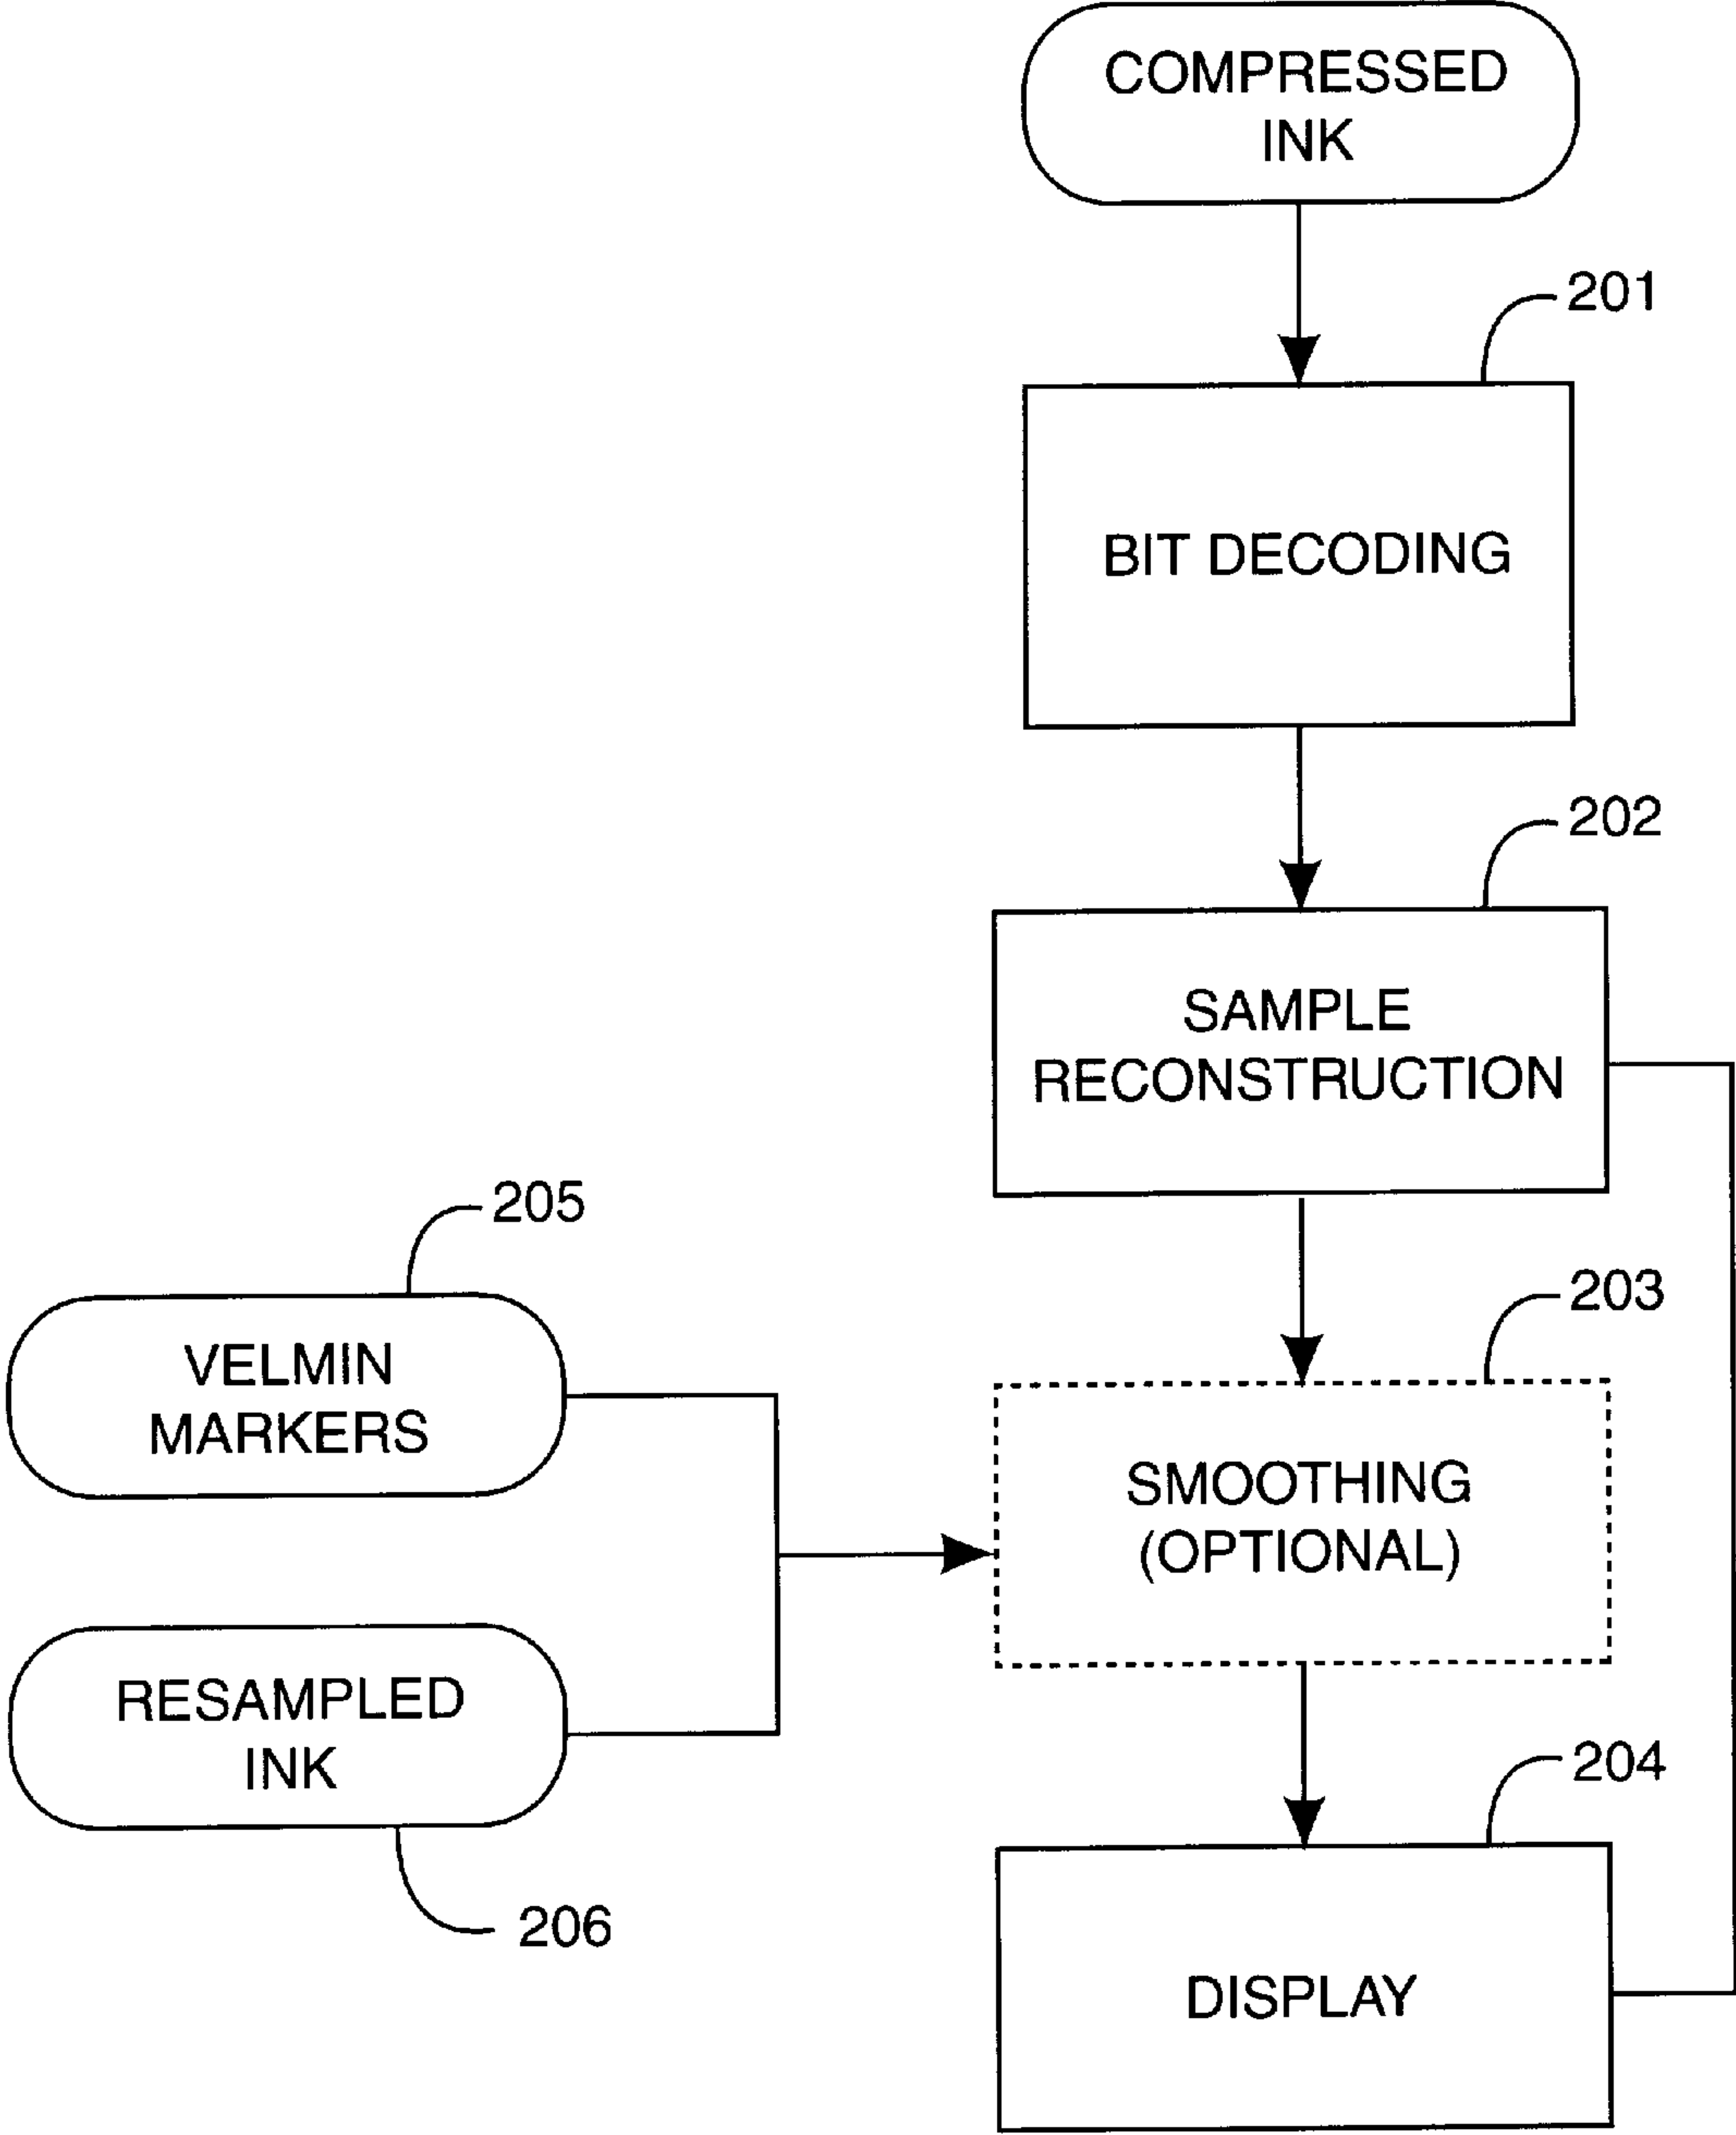 COMPRESSED
INK
201
BIT DECODING
202
SAMPLE
RECONSTRUCTION
205
VELMIN
MARKERS
203
SMOOTHING
(OPTIONAL)
RESAMPLED
INK
206
204
DISPLAY